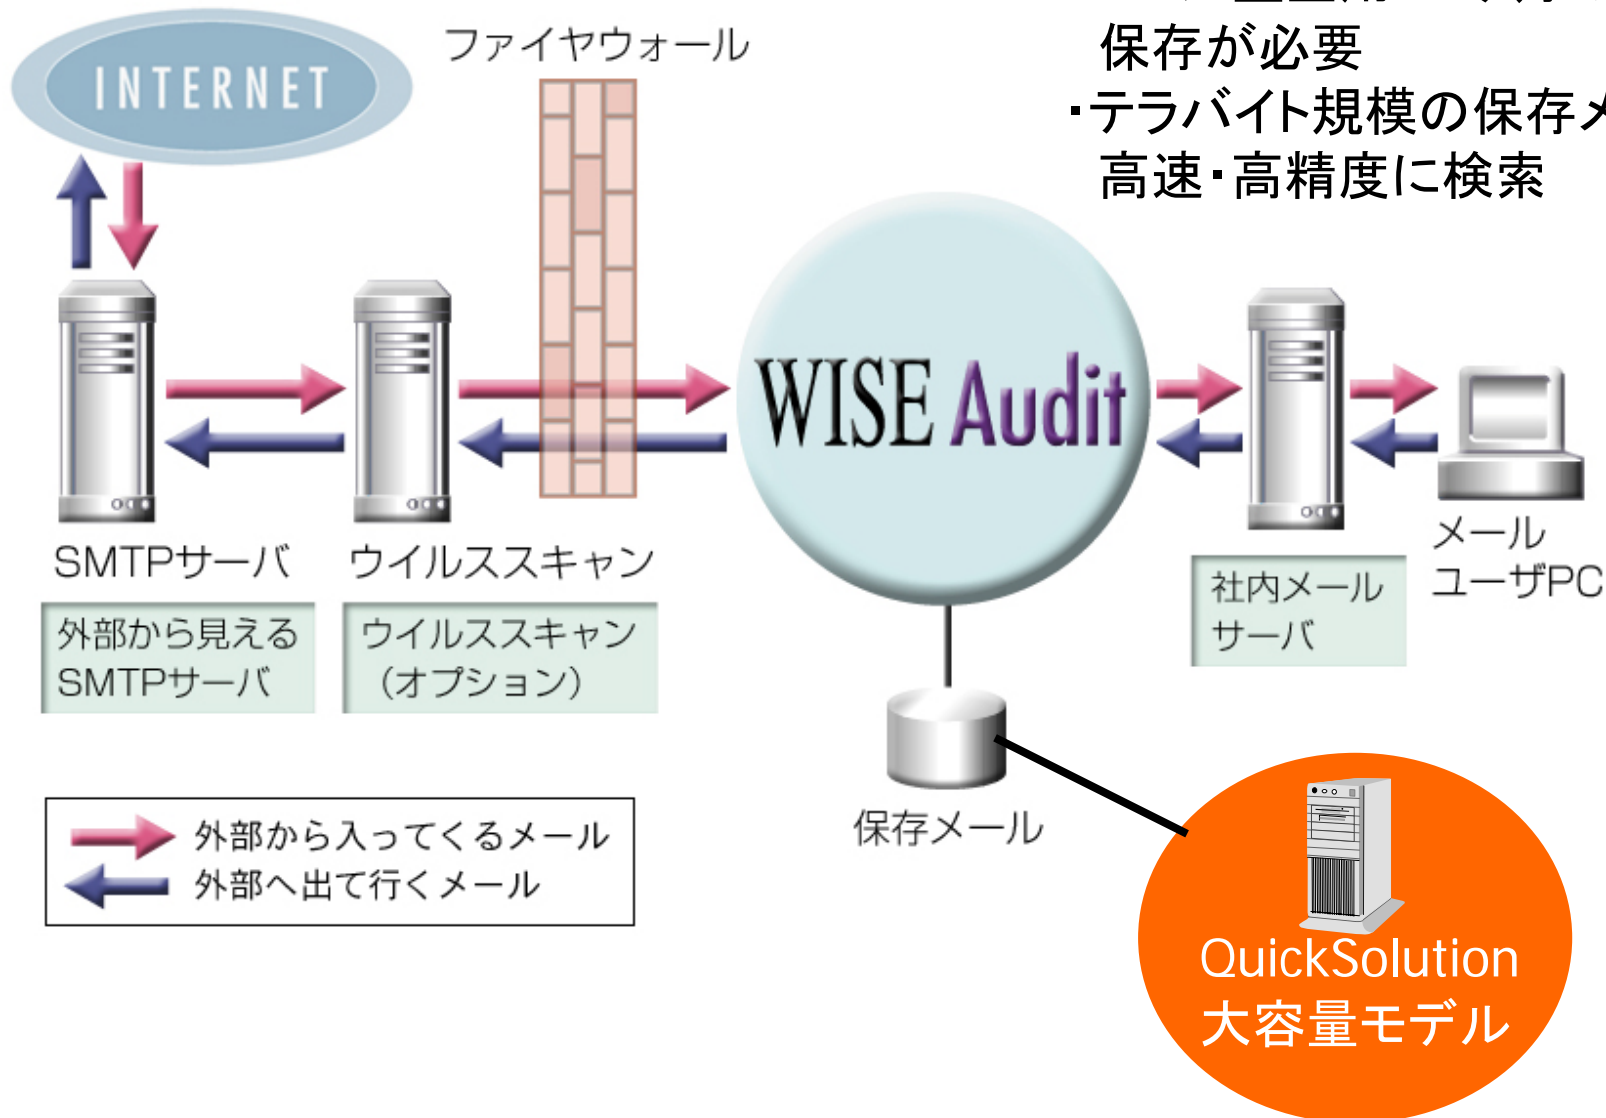 保存が必要
・テラバイト規模の保存メ
高速・高精度に検索
INTERNET
ファイヤウォール
WISE Audit
SMTPサーバ
ウイルススキャン
外部から見える
SMTPサーバ
ウイルススキャン
（オプション）
社内メール
サーバ
メール
ユーザPC
保存メール
外部から入ってくるメール
外部へ出て行くメール
QuickSolution
大容量モデル